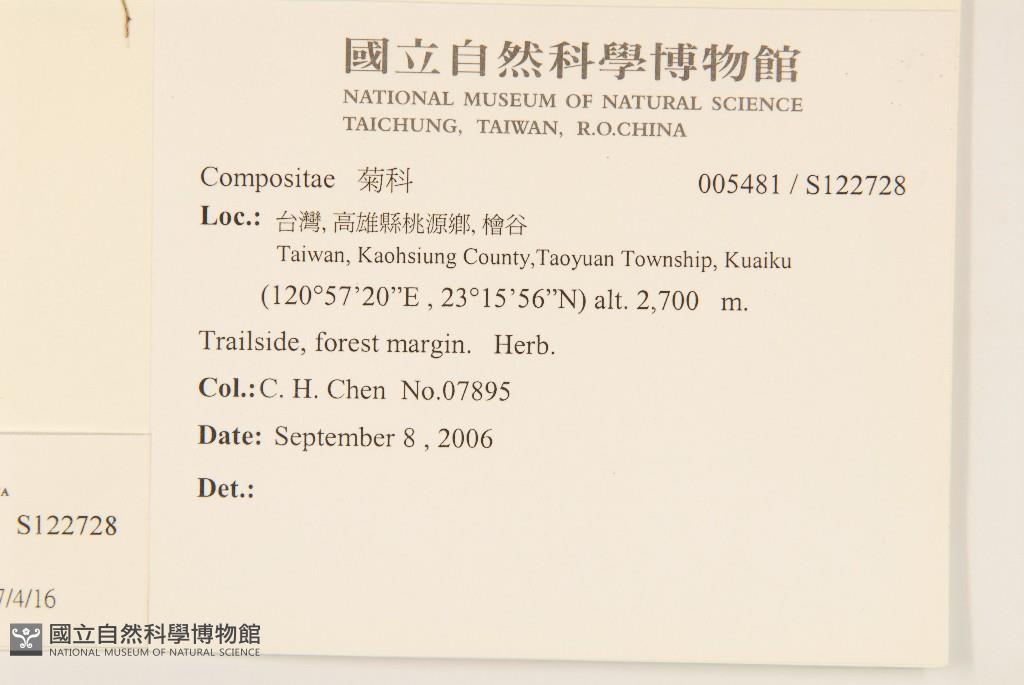 國立自然科學博物館
NATIONAL MUSEUM OF NATURAL SCIENCE
TAICHUNG, TAIWAN, R.O.CHINA
Compositae 菊科 005481 / S122728
Loc.: 台灣, 高雄縣桃源鄉, 檜谷
Taiwan, Kaohsiung County,Taoyuan Township, Kuaiku
(120°57’20”E , 23°15’56”N) alt. 2,700 m.
Trailside, forest margin. Herb.
Col.: C. H. Chen No.07895
Date: September 8 , 2006
Det.:
A
S122728
7/4/16
國立自然科學博物館
NATIONAL MUSEUM OF NATURAL SCIENCE